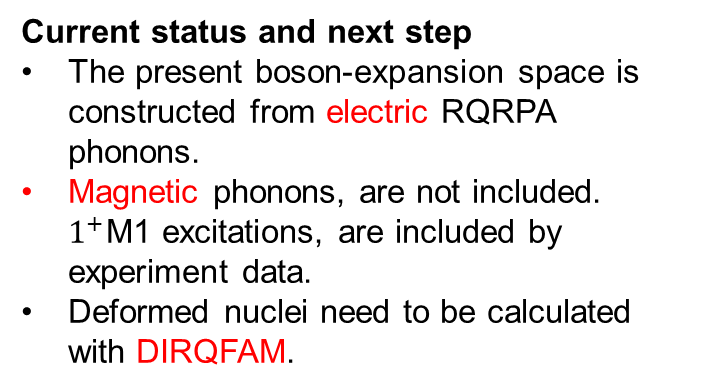 Current status and next step
• The present boson-expansion space is
constructed from electric RQRPA
phonons.
• Magnetic phonons, are not included.
1⁺M1 excitations, are included by
experiment data.
• Deformed nuclei need to be calculated
with DIRQFAM.